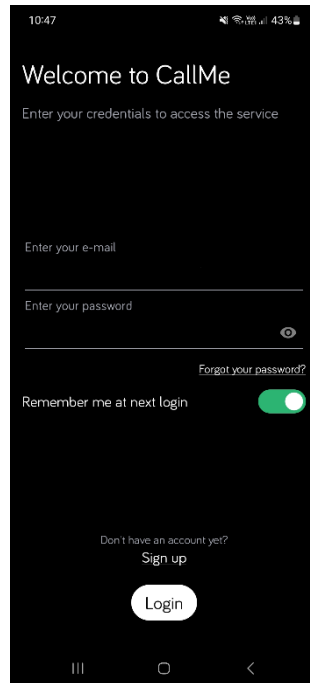 10:47
43%
Welcome to CallMe
Enter your credentials to access the service
Enter your e-mail
Enter your password
Forgot your password?
Remember me at next login
Don't have an account yet?
Sign up
Login